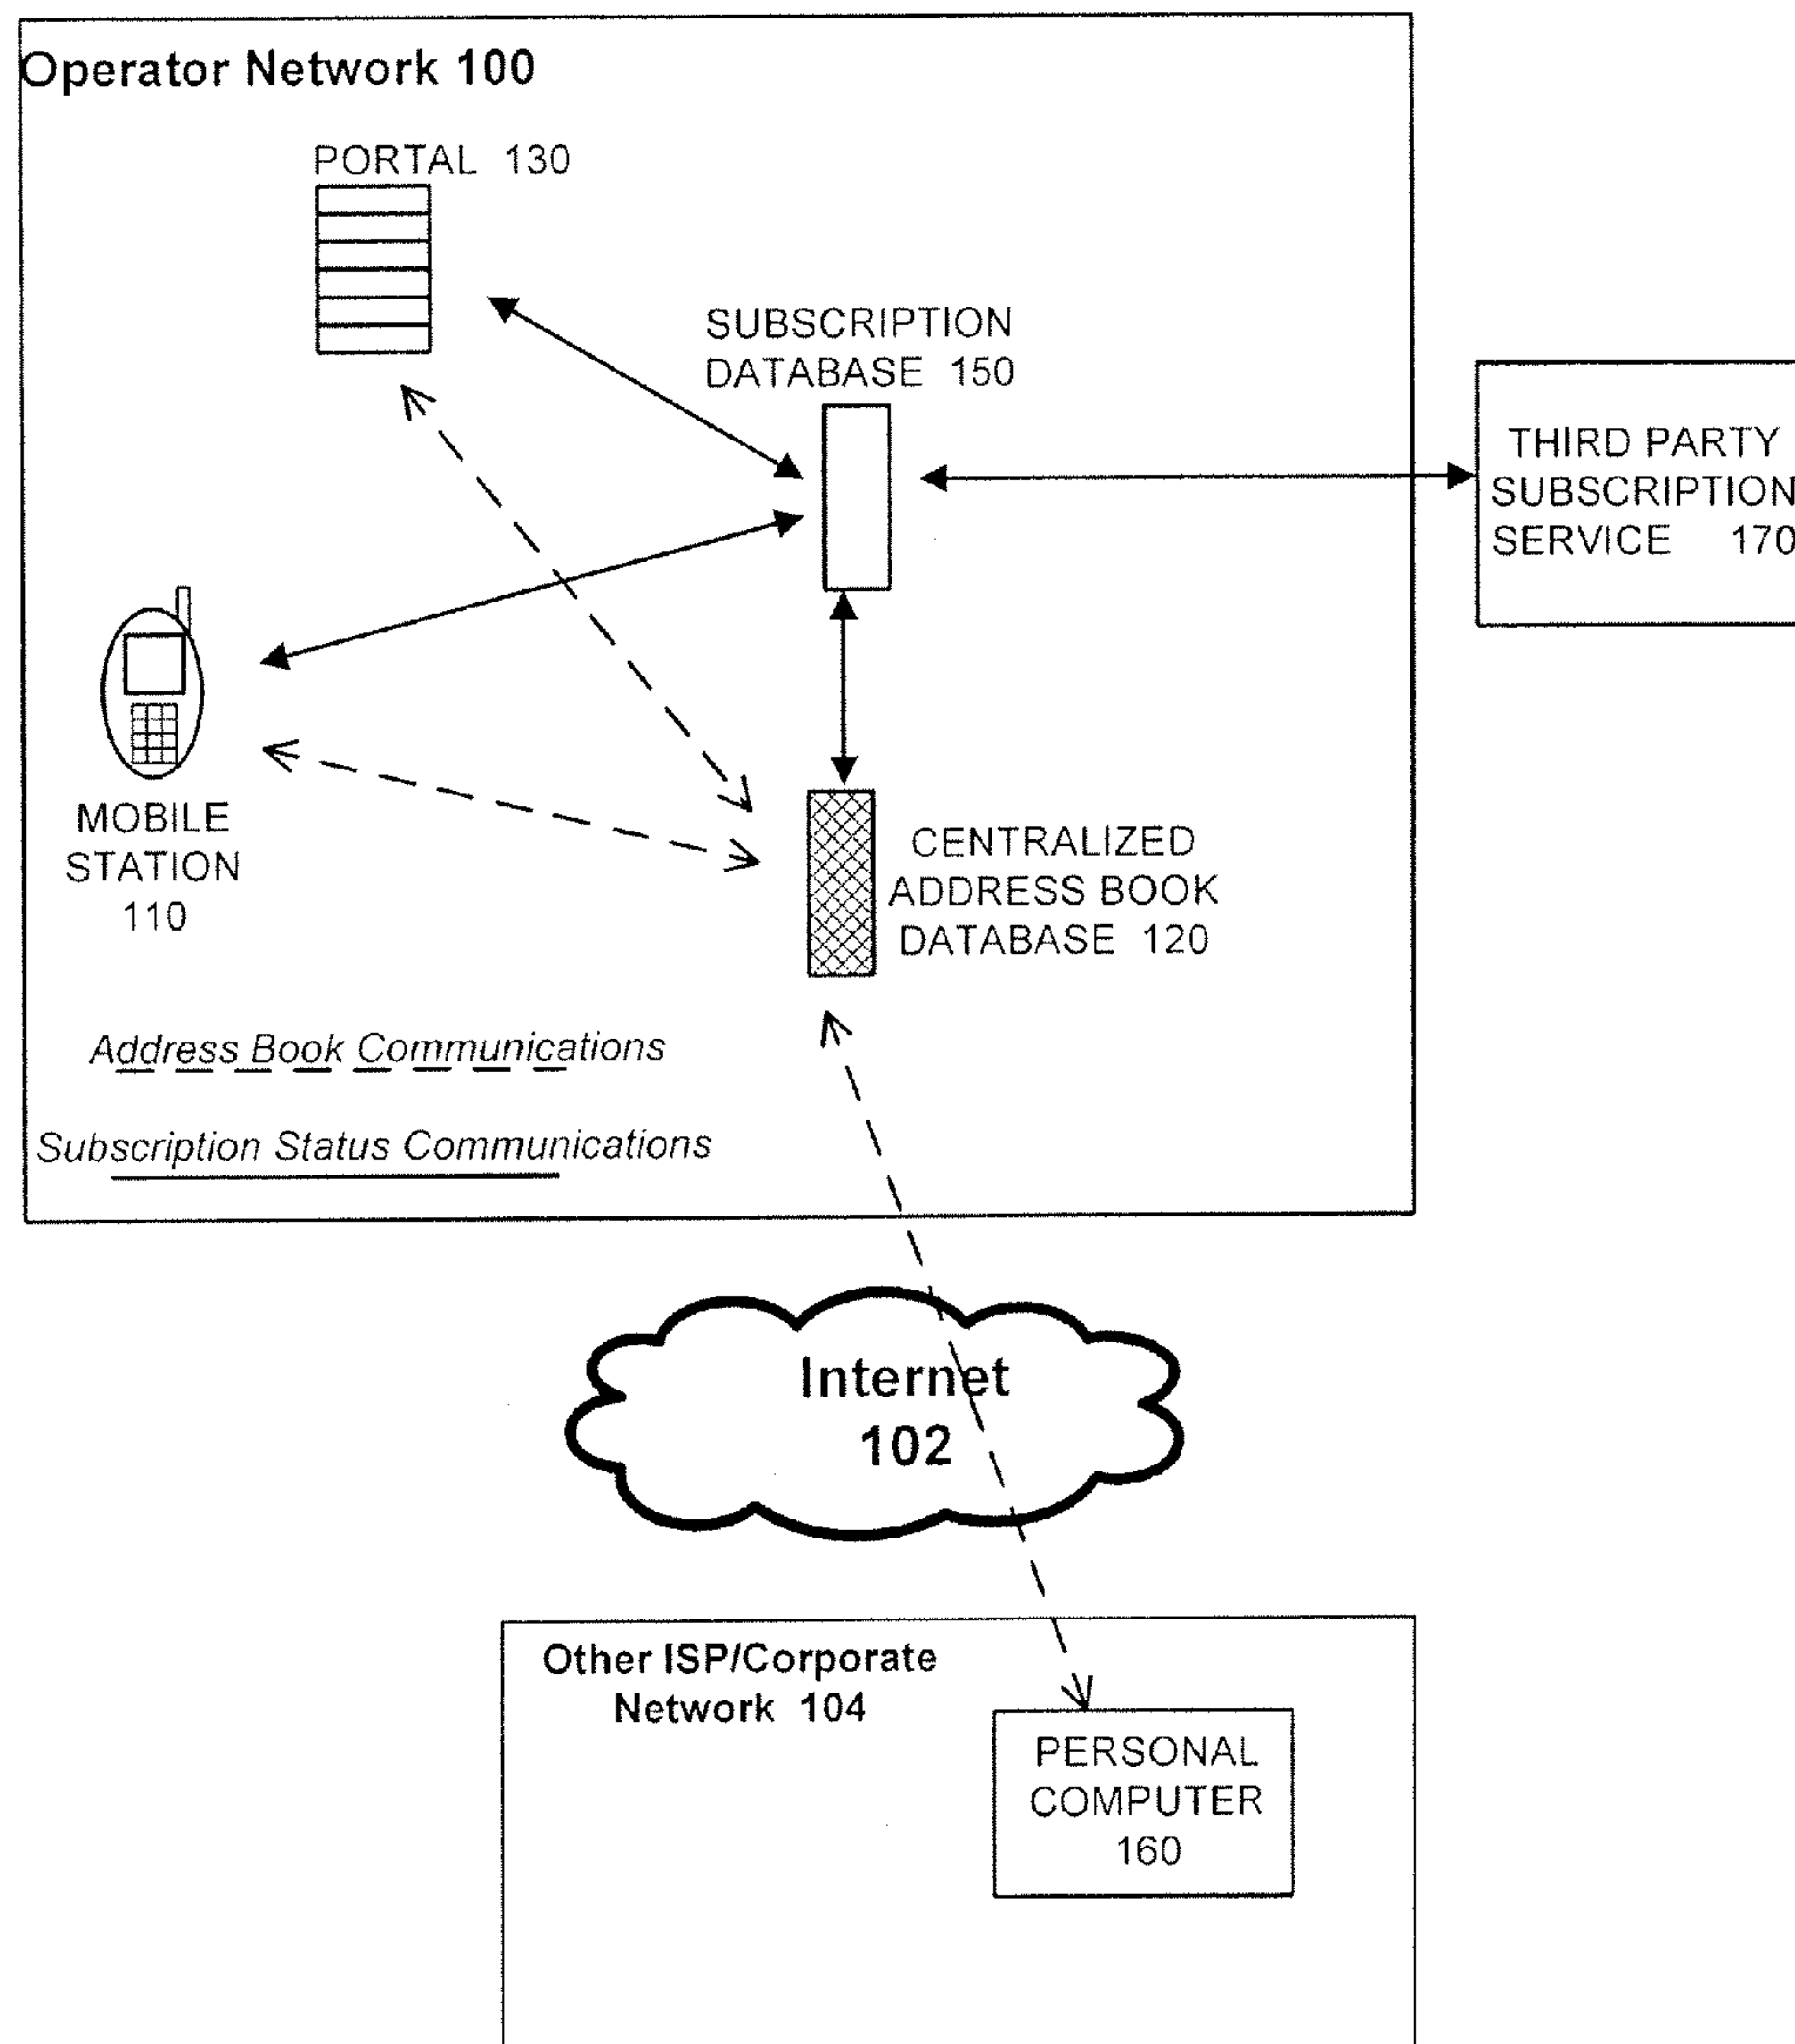 Operator Network 100
PORTAL 130
SUBSCRIPTION
DATABASE 150
THIRD PARTY
SUBSCRIPTION
SERVICE 170
MOBILE
STATION
110
CENTRALIZED
ADDRESS BOOK
DATABASE 120
Address Book Communications
Subscription Status Communications
Internet
102
Other ISP/Corporate
Network 104
PERSONAL
COMPUTER
160